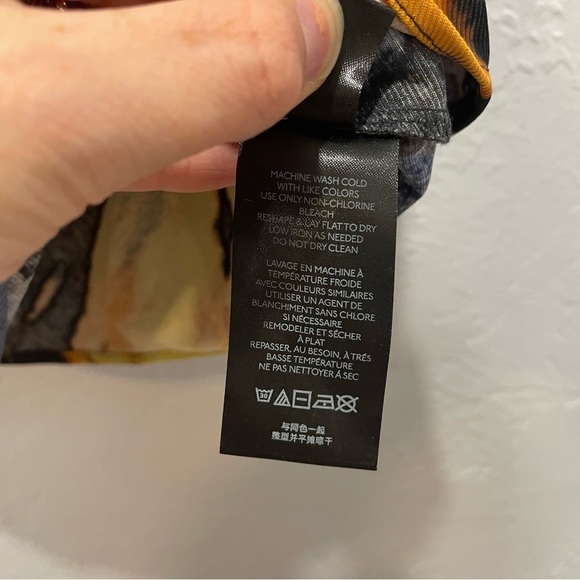 MACHINE WASH COLD
WITH LIKE COLORS
USE ONLY NON-CHLORINE
BLEACH
RESHAPE & LAY FLAT TO DRY
LOW IRON AS NEEDED
DO NOT DRY CLEAN
LAVAGE EN MACHINE À
TEMPÉRATURE FROIDE
AVEC COULEURS SIMILAIRES
UTILISER UN AGENT DE
BLANCHIMENT SANS CHLORE
SI NÉCESSAIRE
REMODELER ET SÉCHER
À PLAT
REPASSER, AU BESOIN, À TRÉS
BASSE TEMPÉRATURE
NE PAS NETTOYER À SEC
30
与同色一起
整型并平摊晾干